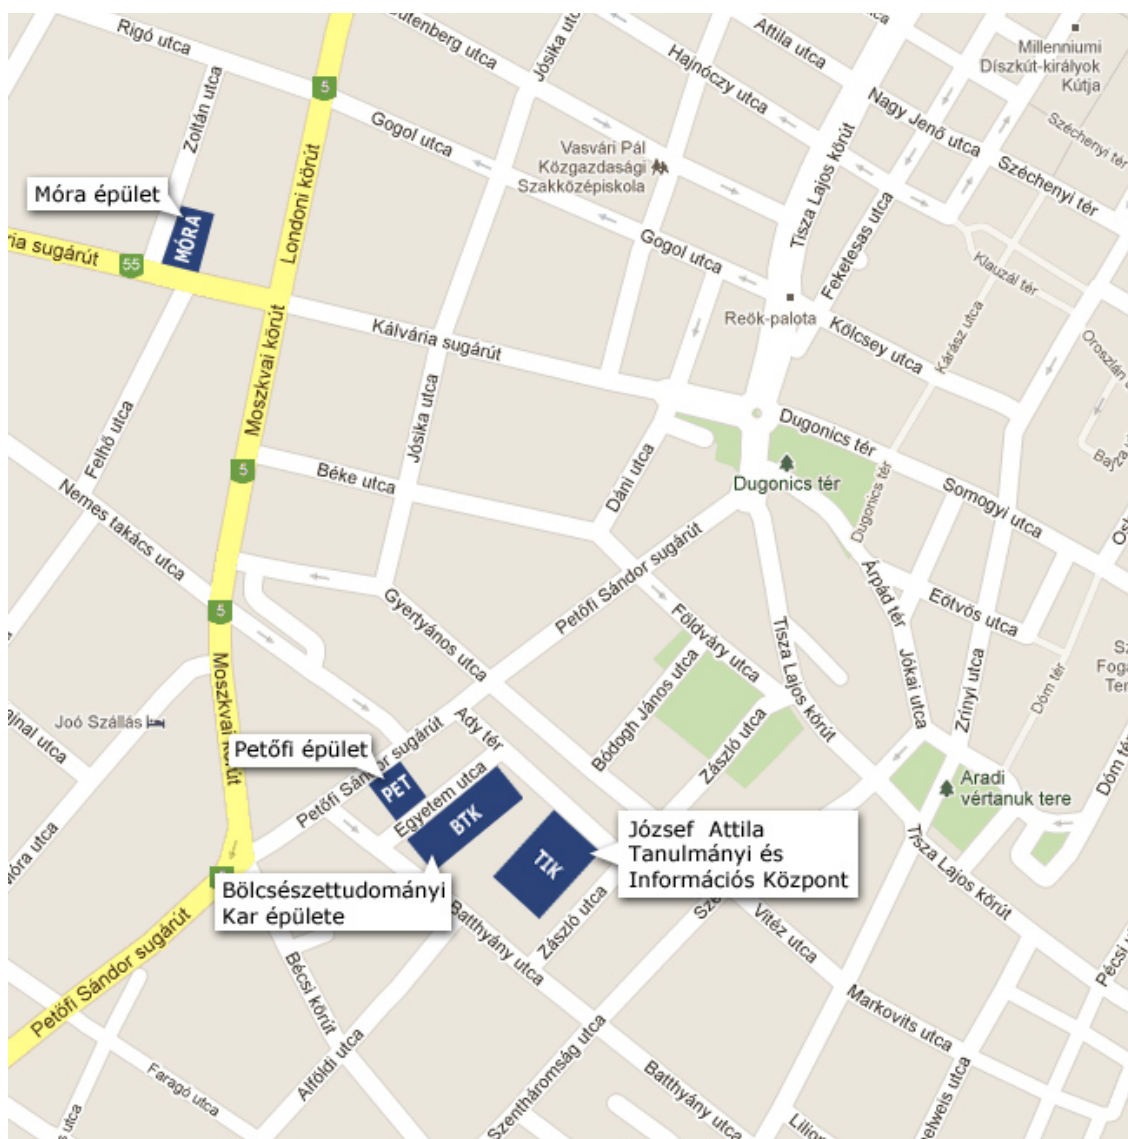 Rigó utca
Gutenberg utca
Jósika utca
Attila utca
Hajnóczy utca
Millenniumi
Díszkút-királyok
Kútja
Zoltán utca
5
Gogol utca
Londoni körút
Vasvári Pál
Közgazdasági
Szakközépiskola
Tisza Lajos körút
Nagy Jenő utca
Széchenyi tér
Széchenyi tér
Móra épület
MÓRA
55
Gogol utca
Feketesas utca
Klauzál tér
Reök-palota
Kölcsey utca
Kárász utca
Kálvária sugárút
Moszkvai körút
Felhő utca
Jósika utca
Dugonics tér
5
Béke utca
Dáni utca
Dugonics tér
Dugonics tér
Somogyi utca
Nemes takács utca
Petőfi Sándor sugárút
Árpád tér
Eötvös utca
5
Gyertyános utca
Földváry utca
Tisza Lajos körút
Jókai utca
Zrínyi utca
Dóm tér
Moszkvai körút
Joó Szállás
Bódogh János utca
Zászló utca
Ady tér
Petőfi Sándor sugárút
Petőfi épület
PET
Egyetem utca
BTK
TIK
Aradi
vértanuk tere
Dóm tér
József Attila
Tanulmányi és
Információs Központ
Tisza Lajos körút
Bölcsészettudományi
Kar épülete
Batthyány utca
Zászló utca
Vitéz utca
Petőfi Sándor sugárút
Bécsi körút
Markovits utca
Alföldi utca
Faragó utca
Szentháromság utca
Batthyány utca